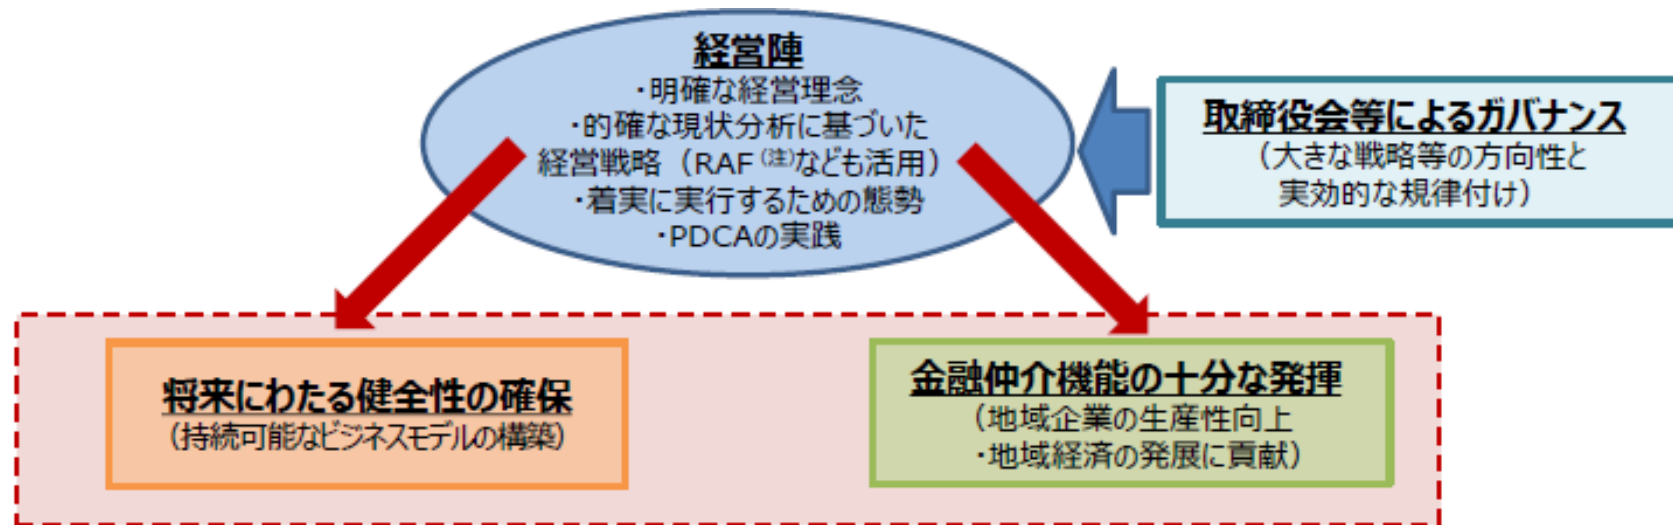 経営陣
・明確な経営理念
・的確な現状分析に基づいた
経営戦略（RAF（注）なども活用）
・着実に実行するための態勢
・PDCAの実践
取締役会等によるガバナンス
（大きな戦略等の方向性と
実効的な規律付け）
将来にわたる健全性の確保
（持続可能なビジネスモデルの構築）
金融仲介機能の十分な発揮
（地域企業の生産性向上
・地域経済の発展に貢献）